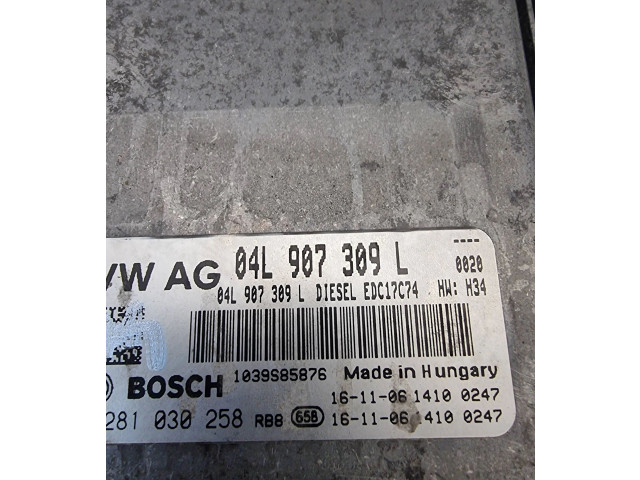 VW AG 04L 907 309 L
----
0020
04L 907 309 L DIESEL EDC17C74 HW: H34
BOSCH 1039S85876 Made in Hungary
16-11-06 1410 0247
281 030 258 RB8 65B 16-11-06 1410 0247